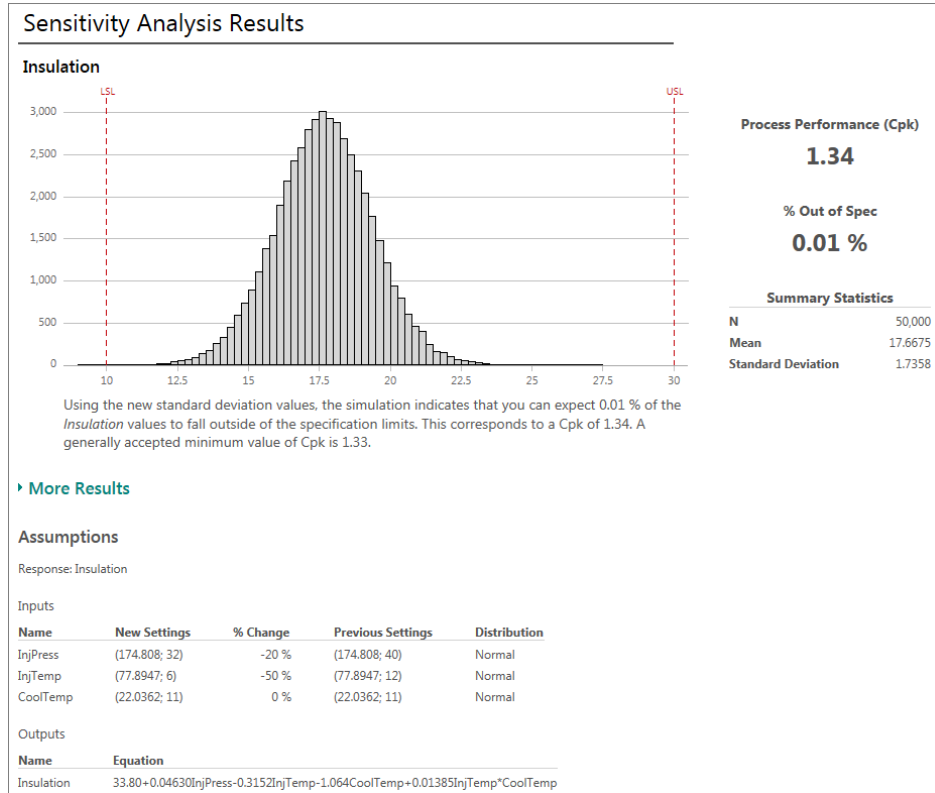 Sensitivity Analysis Results
Insulation
LSL
USL
3,000
2,500
2,000
1,500
1,000
500
0
10
12.5
15
17.5
20
22.5
25
27.5
30
Using the new standard deviation values, the simulation indicates that you can expect 0.01 % of the
Insulation values to fall outside of the specification limits. This corresponds to a Cpk of 1.34. A
generally accepted minimum value of Cpk is 1.33.
Process Performance (Cpk)
1.34
% Out of Spec
0.01 %
Summary Statistics
N 50,000
Mean 17.6675
Standard Deviation 1.7358
More Results
Assumptions
Response: Insulation
Inputs
Name New Settings % Change Previous Settings Distribution
InjPress (174.808; 32) -20 % (174.808; 40) Normal
InjTemp (77.8947; 6) -50 % (77.8947; 12) Normal
CoolTemp (22.0362; 11) 0 % (22.0362; 11) Normal
Outputs
Name Equation
Insulation 33.80+0.04630InjPress-0.3152InjTemp-1.064CoolTemp+0.01385InjTemp*CoolTemp